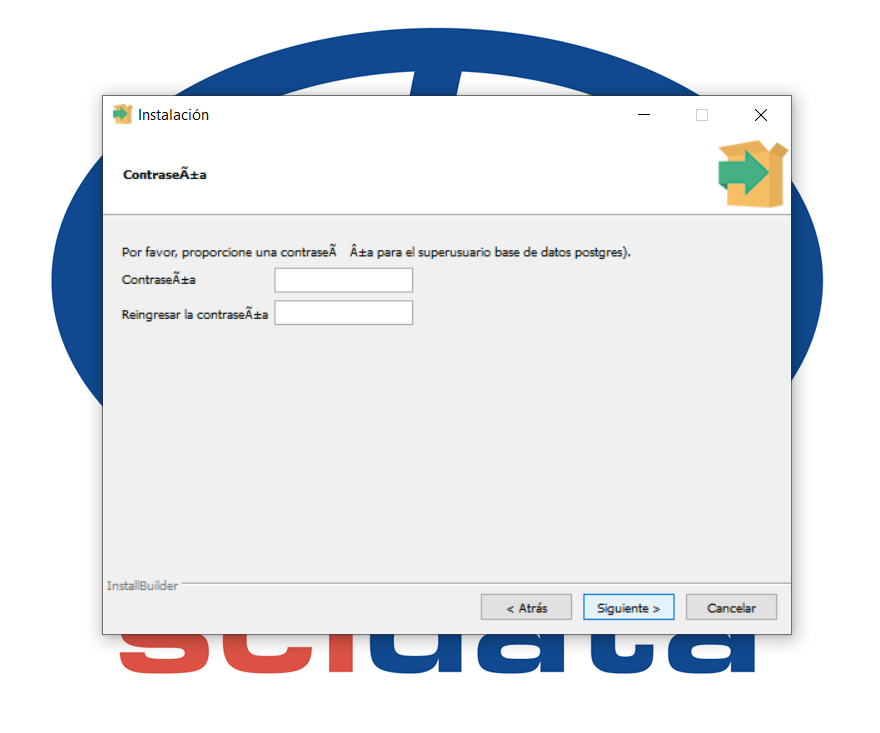 Instalación
ContraseÃ±a
Por favor, proporcione una contraseÃ Â±a para el superusuario base de datos postgres).
ContraseÃ±a
Reingresar la contraseÃ±a
InstallBuilder
< Atrás
Siguiente >
Cancelar
scidata